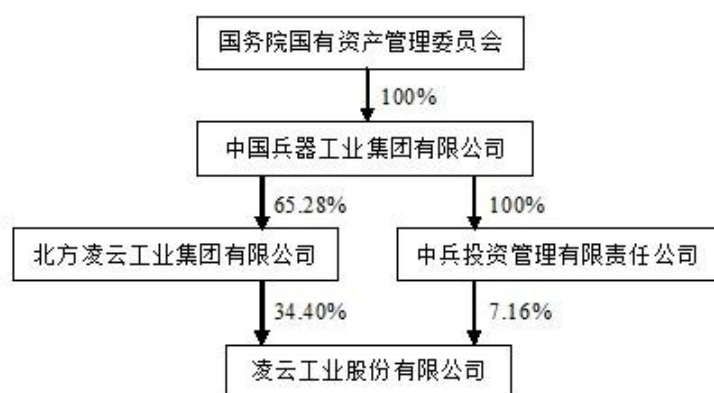 国务院国有资产管理委员会
100%
中国兵器工业集团有限公司
65.28%
100%
北方凌云工业集团有限公司
中兵投资管理有限责任公司
34.40%
7.16%
凌云工业股份有限公司